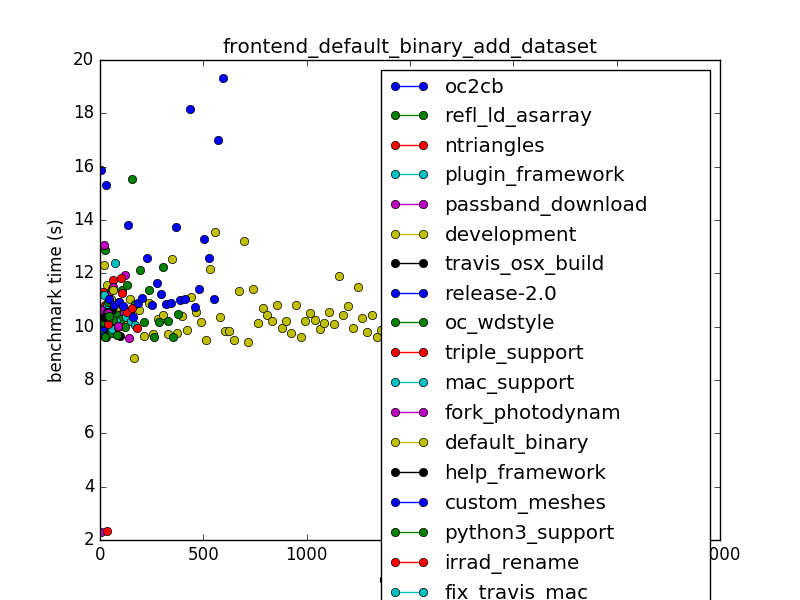 frontend_default_binary_add_dataset
benchmark time (s)
20
18
16
14
12
10
8
6
4
2
0
500
1000
000
oc2cb
refl_ld_asarray
ntriangles
plugin_framework
passband_download
development
travis_osx_build
release-2.0
oc_wdstyle
triple_support
mac_support
fork_photodynam
default_binary
help_framework
custom_meshes
python3_support
irrad_rename
fix_travis_mac